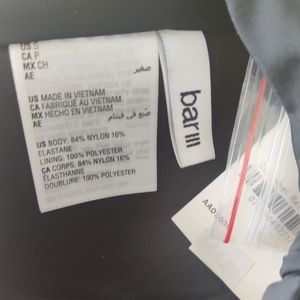 US S
CA P
MX CH
AE صغير
US MADE IN VIETNAM
CA FABRIQUÉ AU VIETNAM
MX HECHO EN VIETNAM
AE صنع في فيتنام
US BODY: 84% NYLON 16%
ELASTANE
LINING: 100% POLYESTER
CA CORPS: 84% NYLON 16%
ÉLASTHANNE
DOUBLURE: 100% POLYESTER
bar III